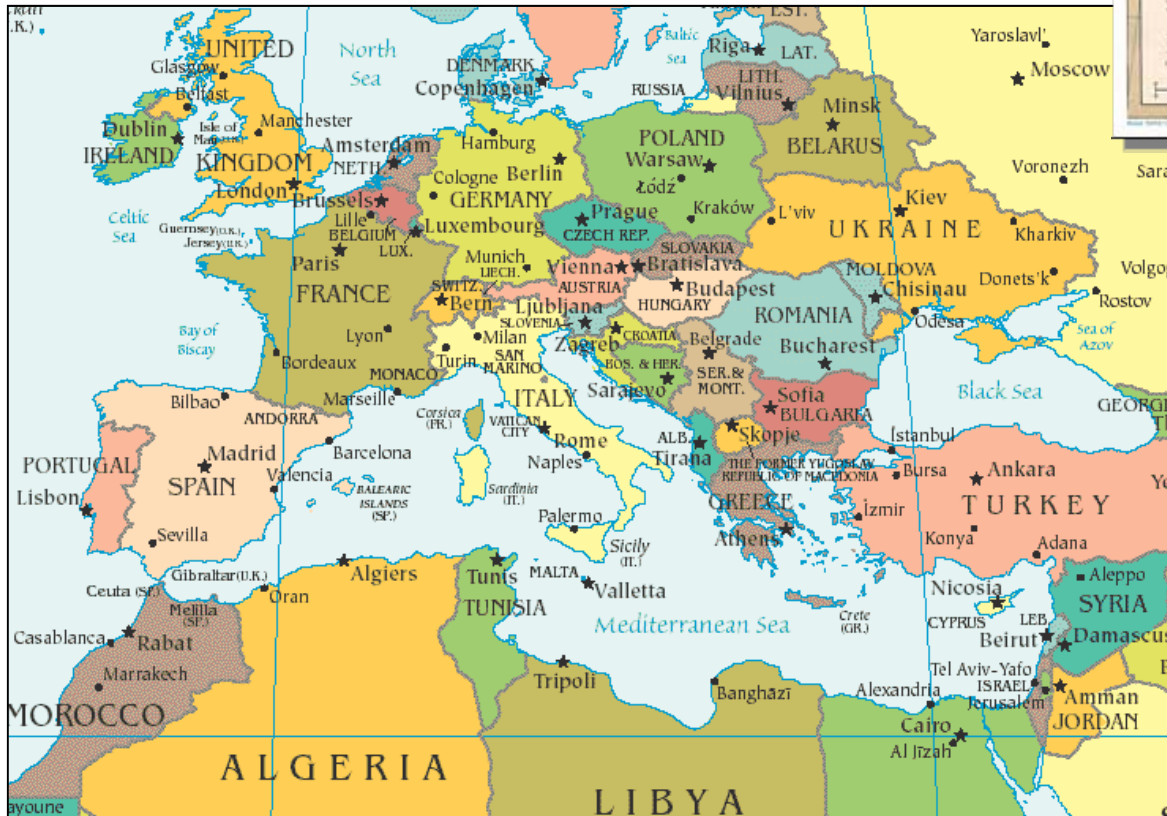 .K.)
UNITED
Glasgow
North
Sea
Belfast
Dublin
IRELAND
Isle of
Manchester
KINGDOM
London
Celtic
Sea
Guernsey(U.K.)
Jersey(U.K.)
DENMARK
Copenhagen
Baltic
Sea
EST.
Riga
LAT.
LITH.
Vilnius
RUSSIA
Yaroslavl'
Moscow
Minsk
BELARUS
Voronezh
Sara
Amsterdam
NETH.
Hamburg
Berlin
Cologne
GERMANY
Brussels
Lille
BELGIUM
Luxembourg
LUX.
POLAND
Warsaw
Łódź
Kraków
Prague
CZECH REP.
L'viv
Kiev
UKRAINE
Kharkiv
Donets'k
Volgo
Rostov
Sea of
Azov
Odesa
MOLDOVA
Chisinau
Paris
FRANCE
Munich
LIECH.
SWITZ.
Bern
Vienna
AUSTRIA
SLOVAKIA
Bratislava
Budapest
HUNGARY
Ljubljana
SLOVENIA
Zagreb
CROATIA
ROMANIA
Bucharest
Belgrade
SER.&
MONT.
BOS. & HER.
Sarajevo
Bay of
Biscay
Lyon
Bordeaux
Milan
Turin
SAN
MARINO
MONACO
Marseille
ITALY
Corsica
(FR.)
VATICAN
CITY
Rome
Naples
Sofia
BULGARIA
Skopje
ALB.
Tirana
THE FORMER YUGOSLAV
REPUBLIC OF MACEDONIA
Black Sea
GEORG
Bilbao
ANDORRA
PORTUGAL
Lisbon
Madrid
SPAIN
Barcelona
Valencia
BALEARIC
ISLANDS
(SP.)
Sevilla
Sardinia
(IT.)
Palermo
Sicily
(IT.)
GREECE
Athens
İstanbul
Bursa
Ankara
TURKEY
İzmir
Konya
Adana
Gibraltar(U.K.)
Ceuta (SP.)
Melilla
(SP.)
Algiers
Oran
Tunis
TUNISIA
MALTA
Valletta
Mediterranean Sea
Crete
(GR.)
Nicosia
CYPRUS
Aleppo
SYRIA
LEB.
Beirut
Damascus
Casablanca
Rabat
Marrakech
MOROCCO
Tripoli
Banghāzī
Alexandria
Tel Aviv-Yafo
ISRAEL
Jerusalem
Amman
JORDAN
Cairo
Al Jīzah
ALGERIA
LIBYA
ayoune